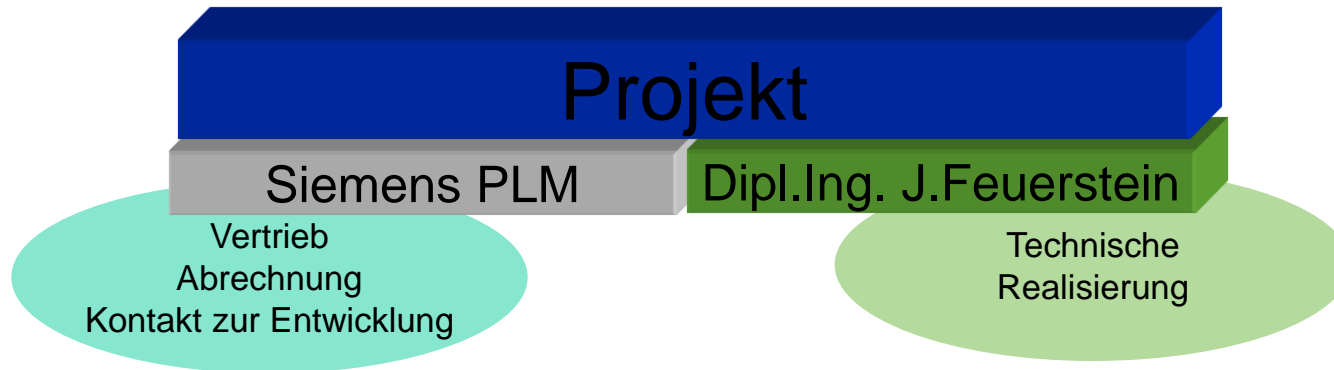 Projekt
Siemens PLM
Dipl.Ing. J.Feuerstein
Vertrieb
Abrechnung
Kontakt zur Entwicklung
Technische
Realisierung